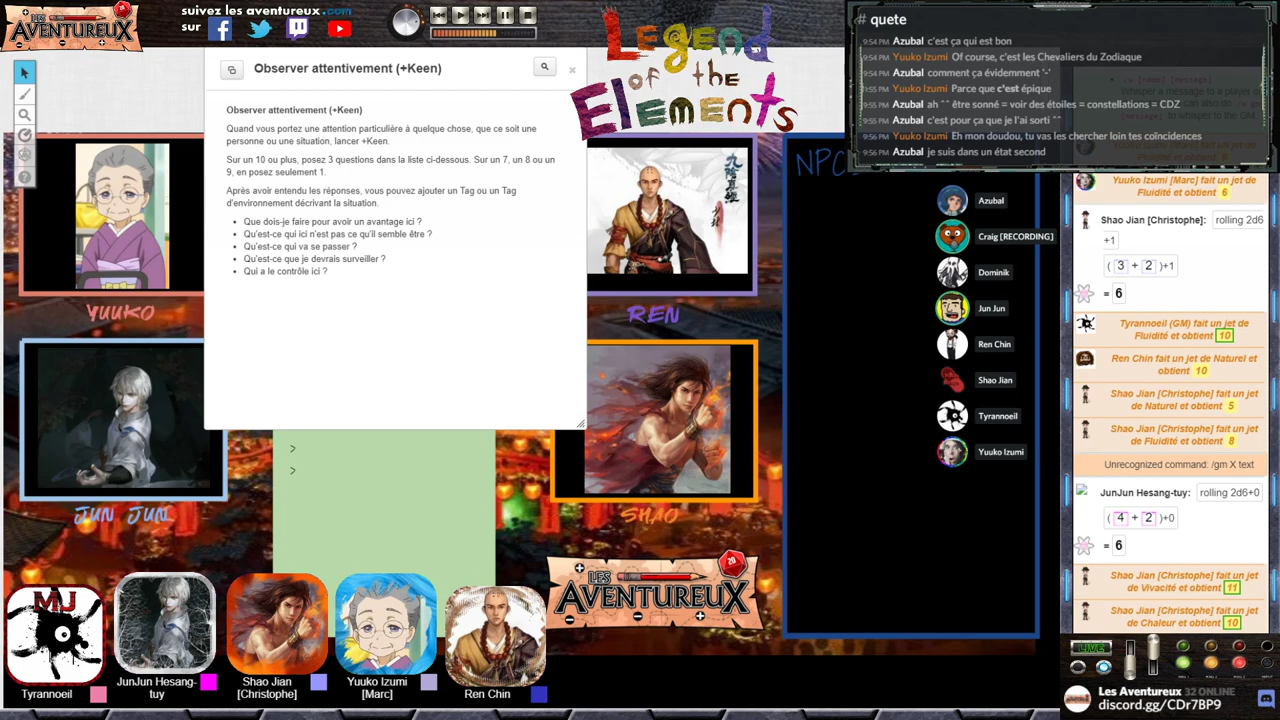 LES
AVENTUREUX
20
suivez les aventureux .com
sur
Legend
of the
Elements
# quete
9:54 PM Azubal c'est ça qui est bon
9:54 PM Yuuko Izumi Of course, c'est les Chevaliers du Zodiaque
9:54 PM Azubal comment ça évidemment '-'
9:55 PM Yuuko Izumi Parce que c'est épique
9:55 PM Azubal ah ^^ être sonné = voir des étoiles = constellations = CDZ
9:55 PM Azubal c'est pour ça que je l'ai sorti ^^
9:56 PM Yuuko Izumi Eh mon doudou, tu vas les chercher loin tes coïncidences
9:56 PM Azubal je suis dans un état second
Observer attentivement (+Keen)
Observer attentivement (+Keen)
Quand vous portez une attention particulière à quelque chose, que ce soit une
personne ou une situation, lancer +Keen.
Sur un 10 ou plus, posez 3 questions dans la liste ci-dessous. Sur un 7, un 8 ou un
9, en posez seulement 1.
Après avoir entendu les réponses, vous pouvez ajouter un Tag ou un Tag
d'environnement décrivant la situation.
• Que dois-je faire pour avoir un avantage ici ?
• Qu'est-ce qui ici n'est pas ce qu'il semble être ?
• Qu'est-ce qui va se passer ?
• Qu'est-ce que je devrais surveiller ?
• Qui a le contrôle ici ?
>
>
YUUKO
REN
JUN JUN
SHAO
NPC
Azubal
Craig [RECORDING]
Dominik
Jun Jun
Ren Chin
Shao Jian
Tyrannoeil
Yuuko Izumi
Yuuko Izumi [Marc] fait un jet de
Fluidité et obtient 6
Shao Jian [Christophe]: rolling 2d6
+1
( 3 + 2 )+1
= 6
Tyrannoeil (GM) fait un jet de
Fluidité et obtient 10
Ren Chin fait un jet de Naturel et
obtient 10
Shao Jian [Christophe] fait un jet
de Naturel et obtient 5
Shao Jian [Christophe] fait un jet
de Fluidité et obtient 8
Unrecognized command: /gm X text
JunJun Hesang-tuy: rolling 2d6+0
( 4 + 2 )+0
= 6
Shao Jian [Christophe] fait un jet
de Vivacité et obtient 11
Shao Jian [Christophe] fait un jet
de Chaleur et obtient 10
LES
AVENTUREUX
20
MJ
Tyrannoeil
JunJun Hesang-
tuy
Shao Jian
[Christophe]
Yuuko Izumi
[Marc]
Ren Chin
LIVE
Les Aventureux 32 ONLINE
discord.gg/CDr7BP9